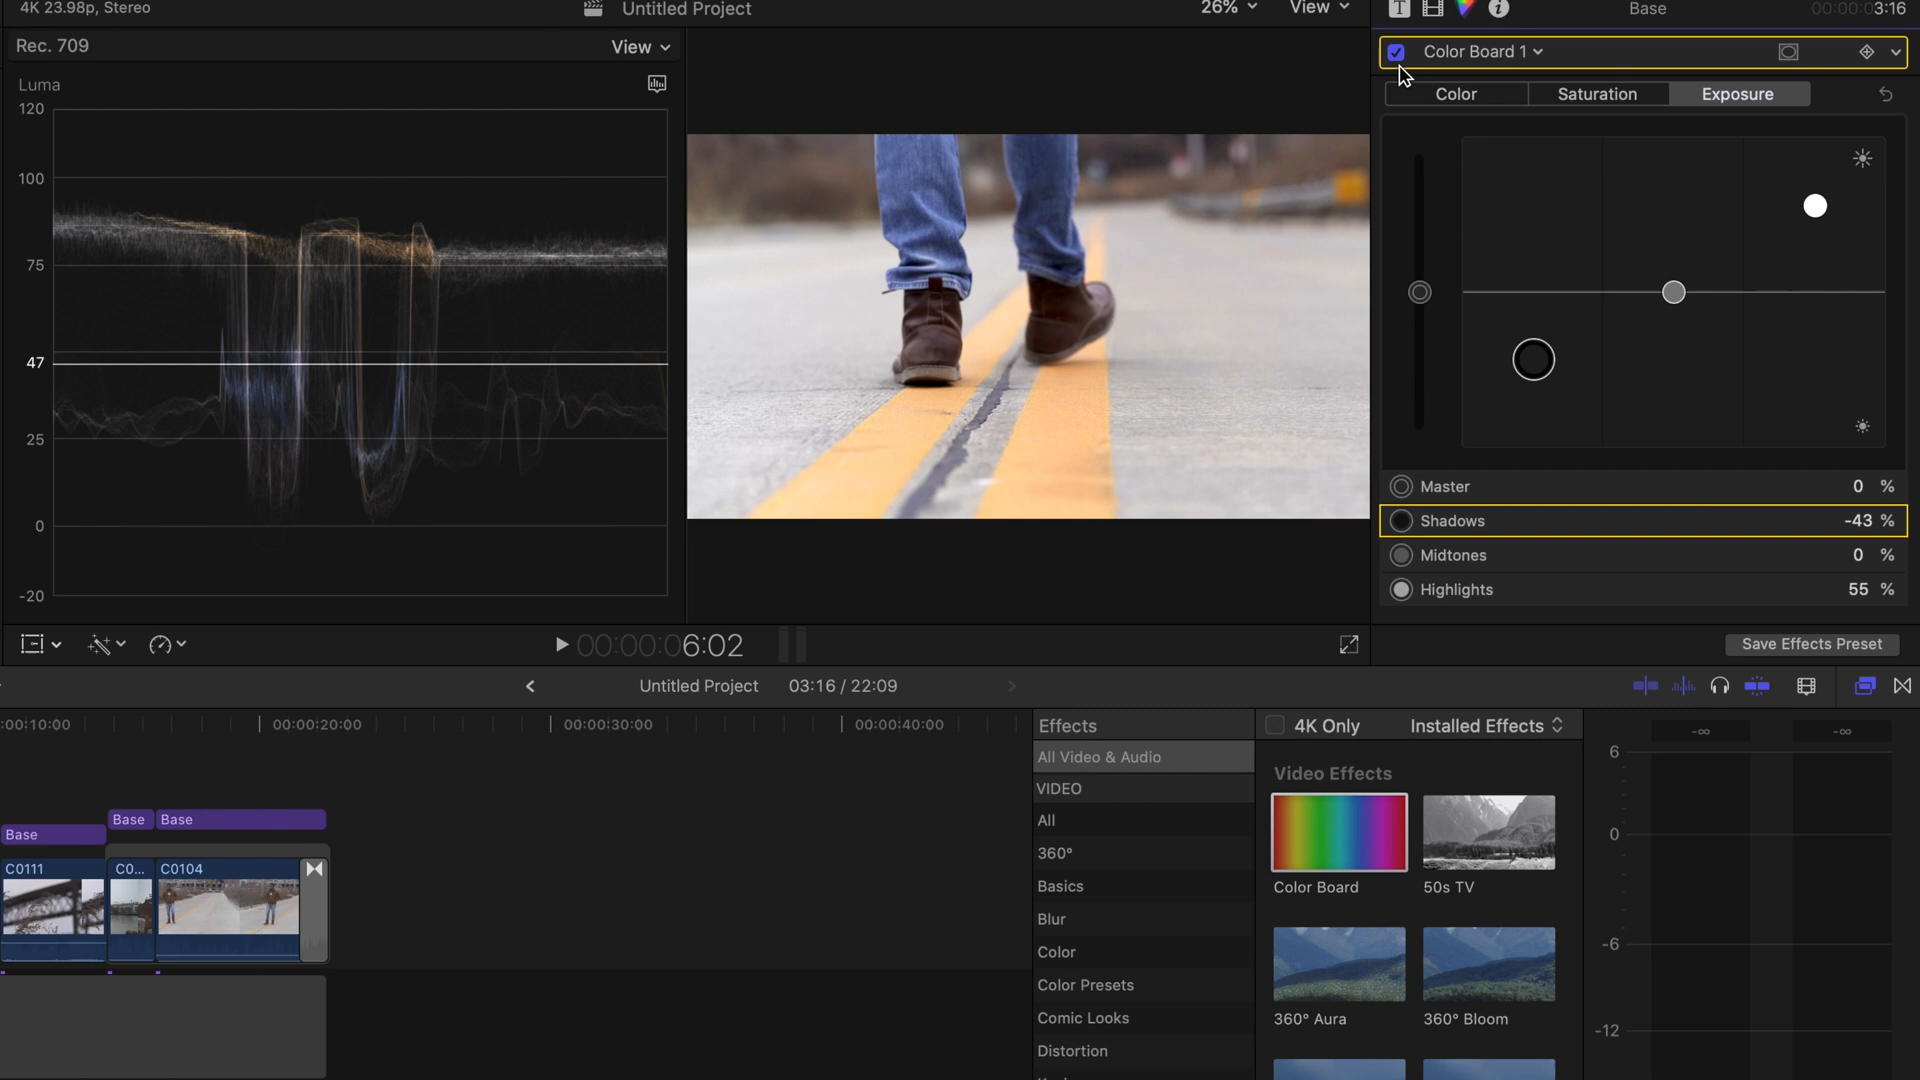 4K 23.98p, Stereo
Untitled Project
26%
View
Base
00:00:03:16
Rec. 709
View
Color Board 1
Luma
Color
Saturation
Exposure
120
100
75
47
25
0
-20
Master
0 %
Shadows
-43 %
Midtones
0 %
Highlights
55 %
00:00:06:02
Save Effects Preset
Untitled Project
03:16 / 22:09
:00:10:00
00:00:20:00
00:00:30:00
00:00:40:00
Effects
4K Only
Installed Effects
-∞
-∞
All Video & Audio
VIDEO
All
360°
Basics
Blur
Color
Color Presets
Comic Looks
Distortion
Video Effects
Color Board
50s TV
360° Aura
360° Bloom
6
0
-6
-12
Base
Base
Base
C0111
C0...
C0104